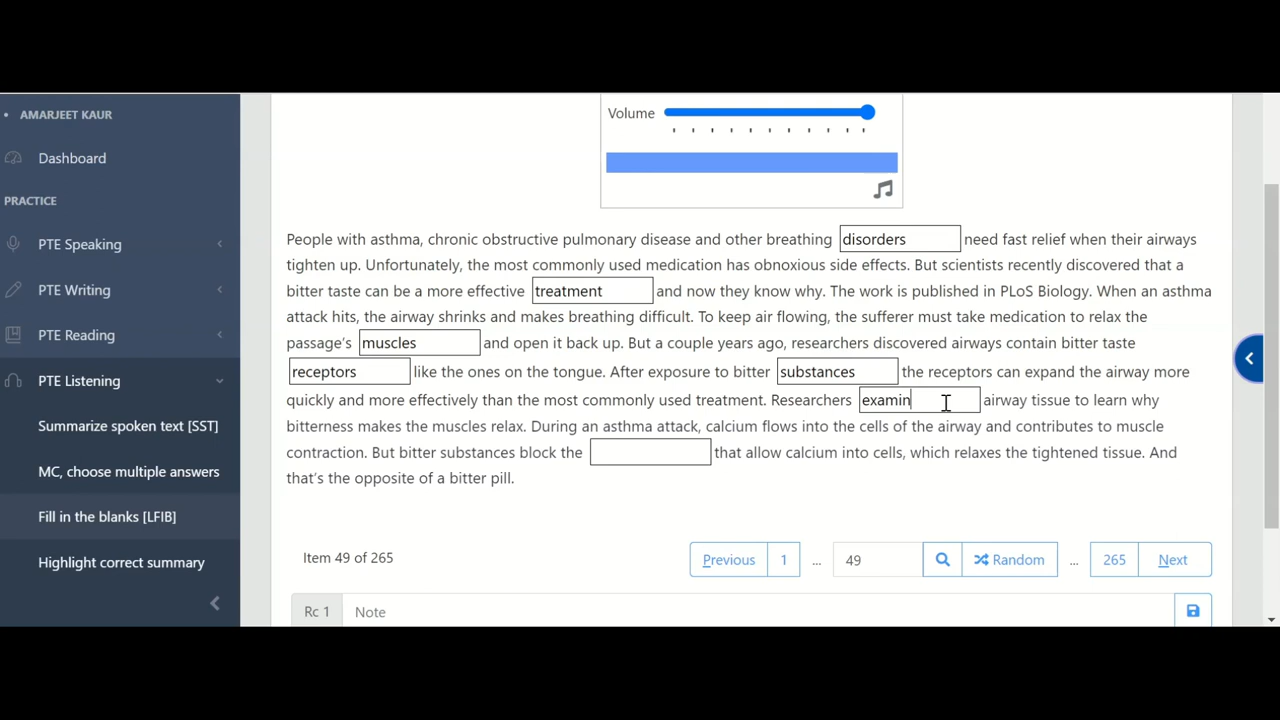 • AMARJEET KAUR
Dashboard
PRACTICE
PTE Speaking
PTE Writing
PTE Reading
PTE Listening
Summarize spoken text [SST]
MC, choose multiple answers
Fill in the blanks [LFIB]
Highlight correct summary
Volume
People with asthma, chronic obstructive pulmonary disease and other breathing disorders need fast relief when their airways
tighten up. Unfortunately, the most commonly used medication has obnoxious side effects. But scientists recently discovered that a
bitter taste can be a more effective treatment and now they know why. The work is published in PLoS Biology. When an asthma
attack hits, the airway shrinks and makes breathing difficult. To keep air flowing, the sufferer must take medication to relax the
passage's muscles and open it back up. But a couple years ago, researchers discovered airways contain bitter taste
receptors like the ones on the tongue. After exposure to bitter substances the receptors can expand the airway more
quickly and more effectively than the most commonly used treatment. Researchers examin airway tissue to learn why
bitterness makes the muscles relax. During an asthma attack, calcium flows into the cells of the airway and contributes to muscle
contraction. But bitter substances block the that allow calcium into cells, which relaxes the tightened tissue. And
that's the opposite of a bitter pill.
Item 49 of 265
Previous 1 ... 49 Random ... 265 Next
Rc 1 Note